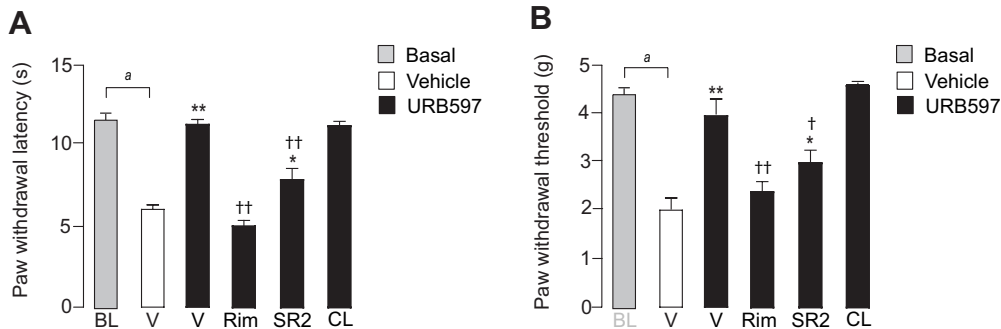 A
Paw withdrawal latency (s)
15
10
5
0
a
**
††
††
*
BL V V Rim SR2 CL
Basal
Vehicle
URB597
B
Paw withdrawal threshold (g)
5
4
3
2
1
0
a
**
††
†
*
BL V V Rim SR2 CL
Basal
Vehicle
URB597